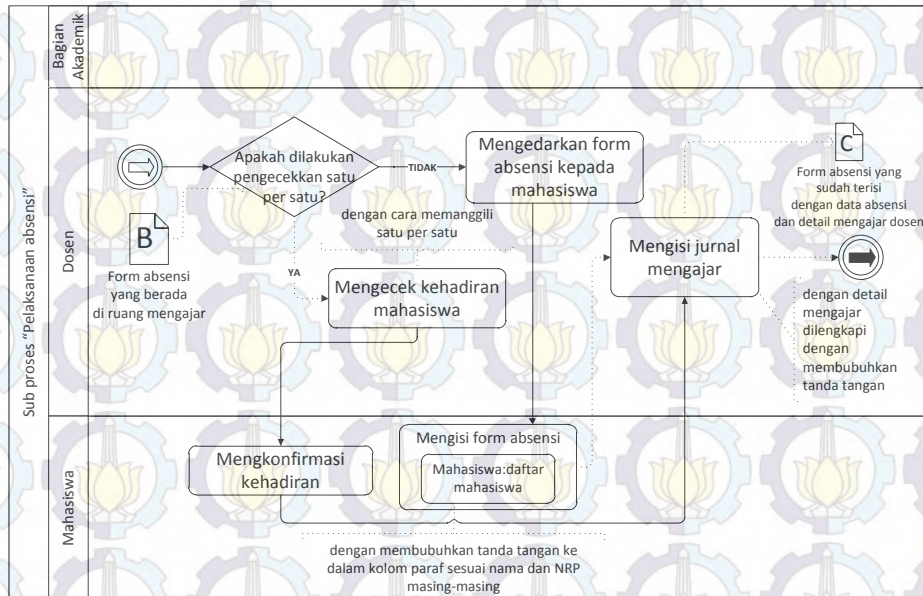 Sub proses "Pelaksanaan absensi"
Bagian
Akademik
Dosen
Apakah dilakukan
pengecekkan satu
per satu?
TIDAK
Mengedarkan form
absensi kepada
mahasiswa
C
Form absensi yang
sudah terisi
dengan data absensi
dan detail mengajar dosen
B
Form absensi
yang berada
di ruang mengajar
dengan cara memanggili
satu per satu
YA
Mengecek kehadiran
mahasiswa
Mengisi jurnal
mengajar
dengan detail
mengajar
dilengkapi
dengan
membubuhkan
tanda tangan
Mahasiswa
Mengkonfirmasi
kehadiran
Mengisi form absensi
Mahasiswa:daftar
mahasiswa
dengan membubuhkan tanda tangan ke
dalam kolom paraf sesuai nama dan NRP
masing-masing